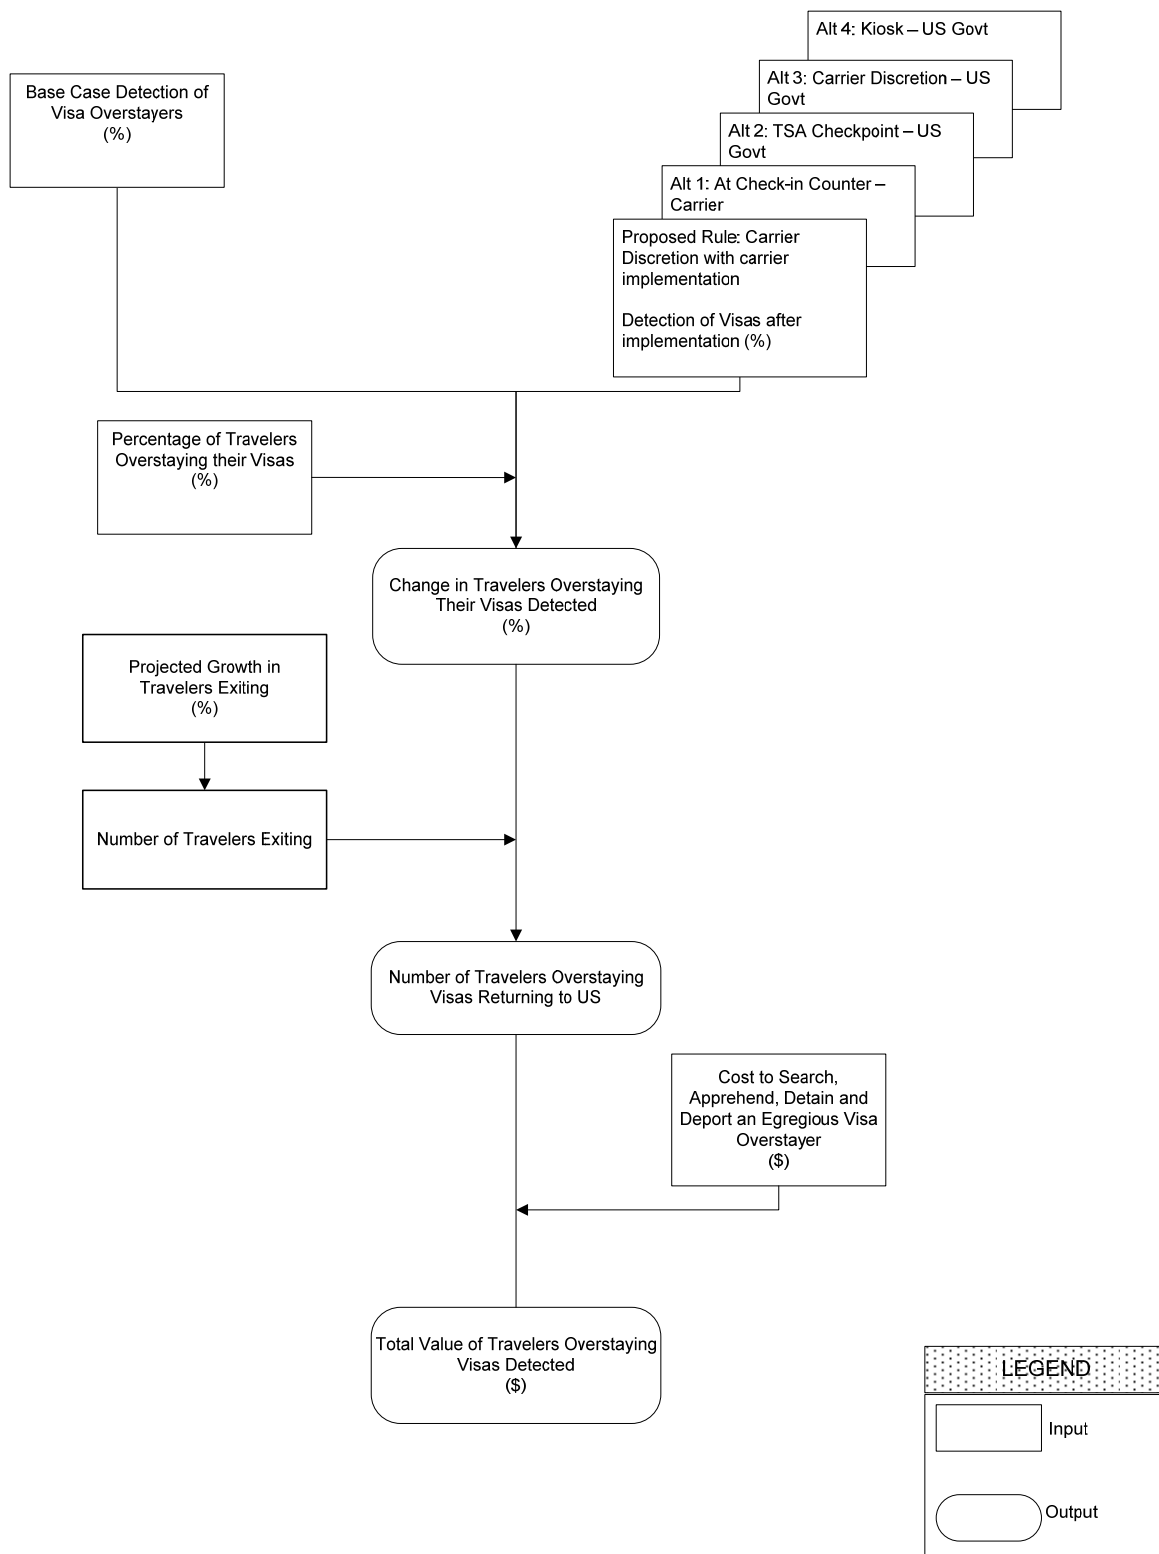 Alt 4: Kiosk – US Govt
Alt 3: Carrier Discretion – US
Govt
Base Case Detection of
Visa Overstayers
(%)
Alt 2: TSA Checkpoint – US
Govt
Alt 1: At Check-in Counter –
Carrier
Proposed Rule: Carrier
Discretion with carrier
implementation
Detection of Visas after
implementation (%)
Percentage of Travelers
Overstaying their Visas
(%)
Change in Travelers Overstaying
Their Visas Detected
(%)
Projected Growth in
Travelers Exiting
(%)
Number of Travelers Exiting
Number of Travelers Overstaying
Visas Returning to US
Cost to Search,
Apprehend, Detain and
Deport an Egregious Visa
Overstayer
($)
Total Value of Travelers Overstaying
Visas Detected
($)
LEGEND
Input
Output